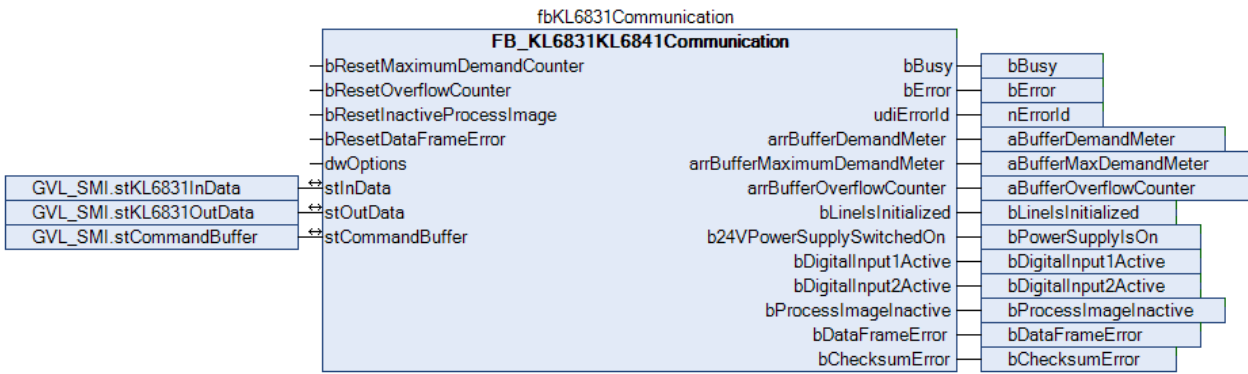 fbKL6831Communication
FB_KL6831KL6841Communication
bResetMaximumDemandCounter bBusy bBusy
bResetOverflowCounter bError bError
bResetInactiveProcessImage udiErrorId nErrorId
bResetDataFrameError arrBufferDemandMeter aBufferDemandMeter
dwOptions arrBufferMaximumDemandMeter aBufferMaxDemandMeter
GVL_SMI.stKL6831InData stInData arrBufferOverflowCounter aBufferOverflowCounter
GVL_SMI.stKL6831OutData stOutData bLineIsInitialized bLineIsInitialized
GVL_SMI.stCommandBuffer stCommandBuffer b24VPowerSupplySwitchedOn bPowerSupplyIsOn
bDigitalInput1Active bDigitalInput1Active
bDigitalInput2Active bDigitalInput2Active
bProcessImageInactive bProcessImageInactive
bDataFrameError bDataFrameError
bChecksumError bChecksumError